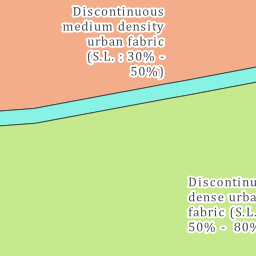 Discontinuous
medium density
urban fabric
(S.L. : 30% -
50%)
Discontinu
dense urba
fabric (S.L.
50% - 80%